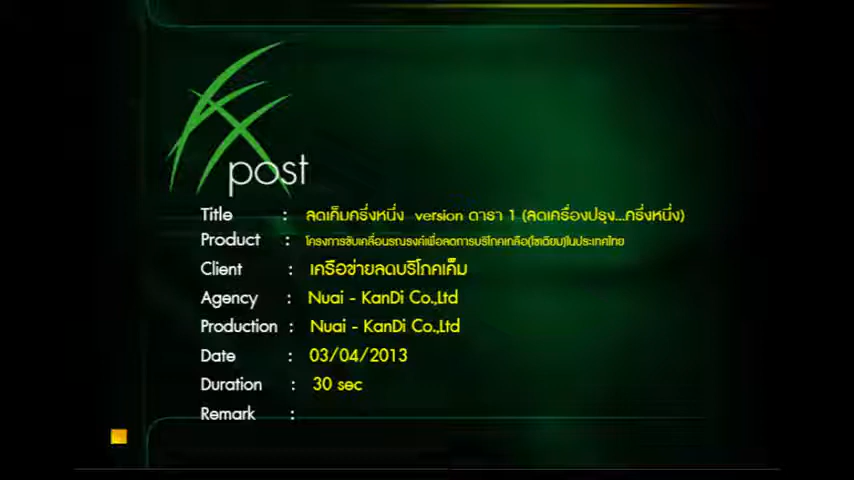 FX
post
Title : ลดเค็มครึ่งหนึ่ง version ดารา 1 (ลดเครื่องปรุง...ครึ่งหนึ่ง)
Product : โครงการขับเคลื่อนรณรงค์เพื่อลดการบริโภคเกลือ(โซเดียม)ในประเทศไทย
Client : เครือข่ายลดบริโภคเค็ม
Agency : Nuai - KanDi Co.,Ltd
Production : Nuai - KanDi Co.,Ltd
Date : 03/04/2013
Duration : 30 sec
Remark :